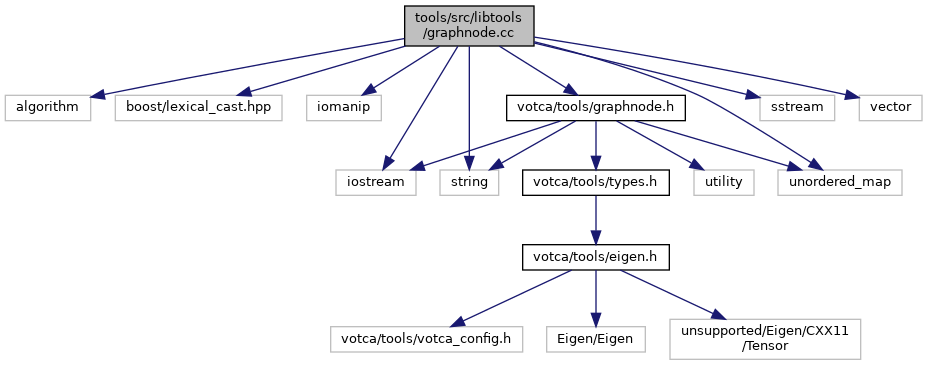 tools/src/libtools
/graphnode.cc
algorithm
boost/lexical_cast.hpp
iomanip
votca/tools/graphnode.h
sstream
vector
iostream
string
votca/tools/types.h
utility
unordered_map
votca/tools/eigen.h
votca/tools/votca_config.h
Eigen/Eigen
unsupported/Eigen/CXX11
/Tensor